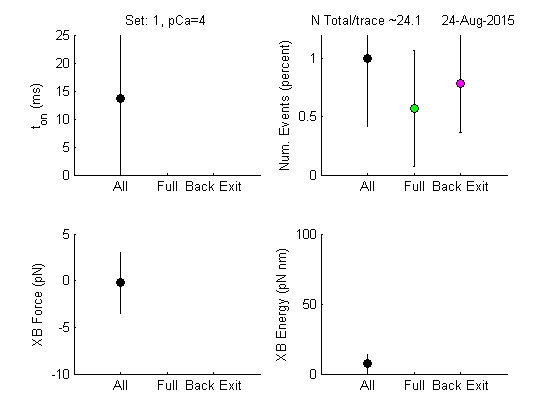 Set: 1, pCa=4
N Total/trace ~24.1
24-Aug-2015
t_on (ms)
25
20
15
10
5
0
All Full Back Exit
Num. Events (percent)
1
0.5
0
All Full Back Exit
XB Force (pN)
5
0
-5
-10
All Full Back Exit
XB Energy (pN nm)
100
50
0
All Full Back Exit